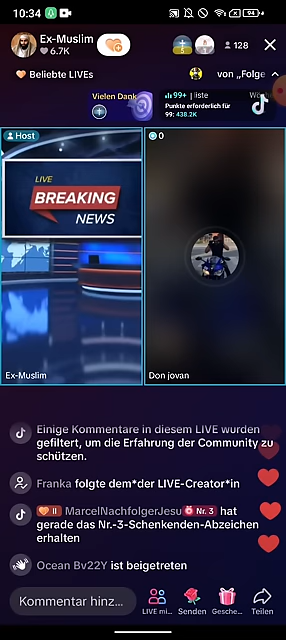 10:34
Ex-Muslim
6.7K
128
Beliebte LIVEs
von „Folge
Vielen Dank
99+ | liste
Punkte erforderlich für
99: 438.2K
Host
0
LIVE
BREAKING
NEWS
Ex-Muslim
Don jovan
Einige Kommentare in diesem LIVE wurden
gefiltert, um die Erfahrung der Community zu
schützen.
Franka folgte dem*der LIVE-Creator*in
II MarcelNachfolgerJesu Nr. 3 hat
gerade das Nr.-3-Schenkenden-Abzeichen
erhalten
Ocean Bv22Y ist beigetreten
Kommentar hinz...
LIVE mi...
Senden
Gesche...
Teilen